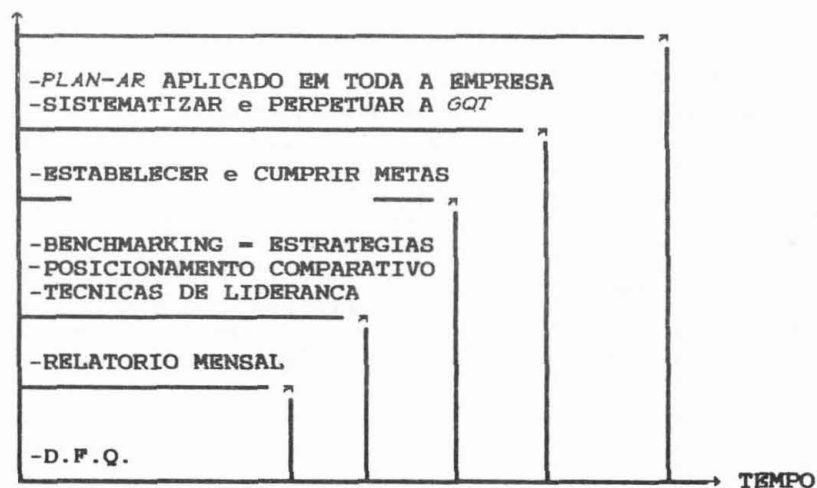 -PLAN-AR APLICADO EM TODA A EMPRESA
-SISTEMATIZAR e PERPETUAR A GQT
-ESTABELECER e CUMPRIR METAS
-BENCHMARKING = ESTRATEGIAS
-POSICIONAMENTO COMPARATIVO
-TECNICAS DE LIDERANCA
-RELATORIO MENSAL
-D.F.Q.
TEMPO